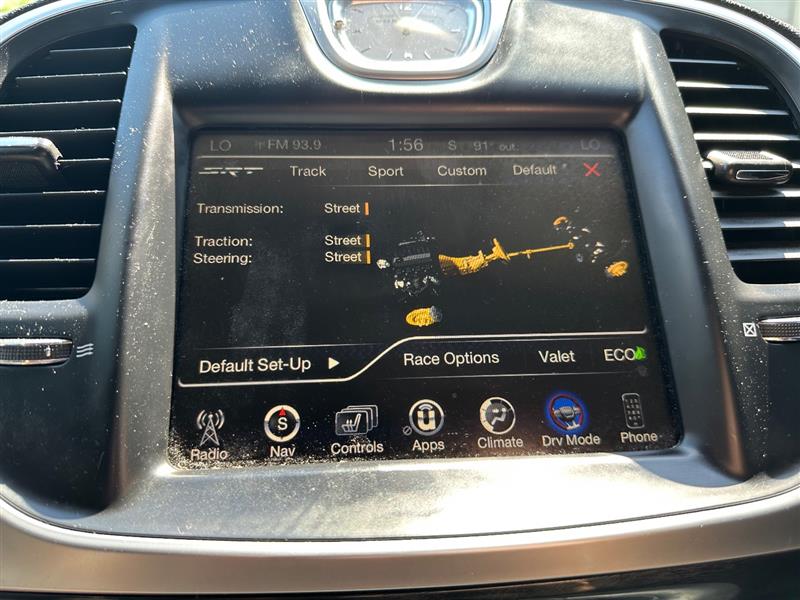 LO FM 93.9 1:56 S 91° out. LO
SRT Track Sport Custom Default
Transmission: Street
Traction: Street
Steering: Street
Default Set-Up Race Options Valet ECO
S
Radio Nav Controls Apps Climate Drv Mode Phone